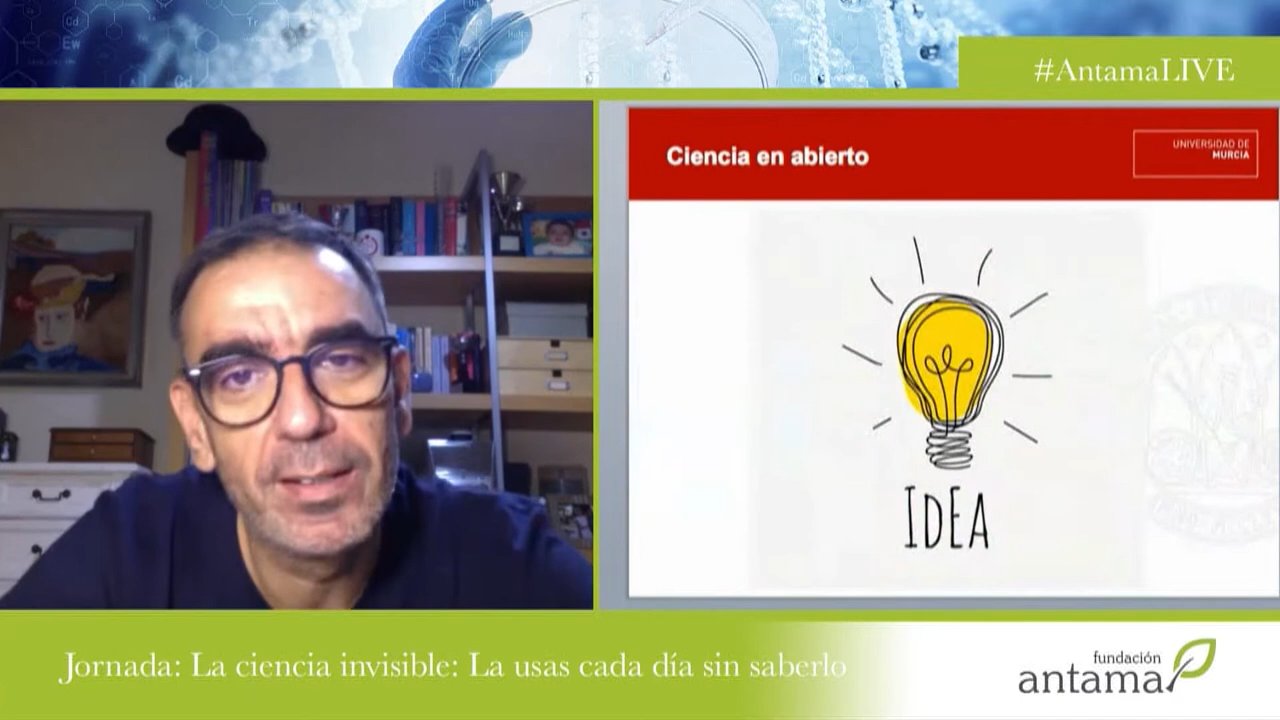 #AntamaLIVE
Ciencia en abierto
UNIVERSIDAD DE
MURCIA
IDEA
Jornada: La ciencia invisible: La usas cada día sin saberlo
fundación
antama